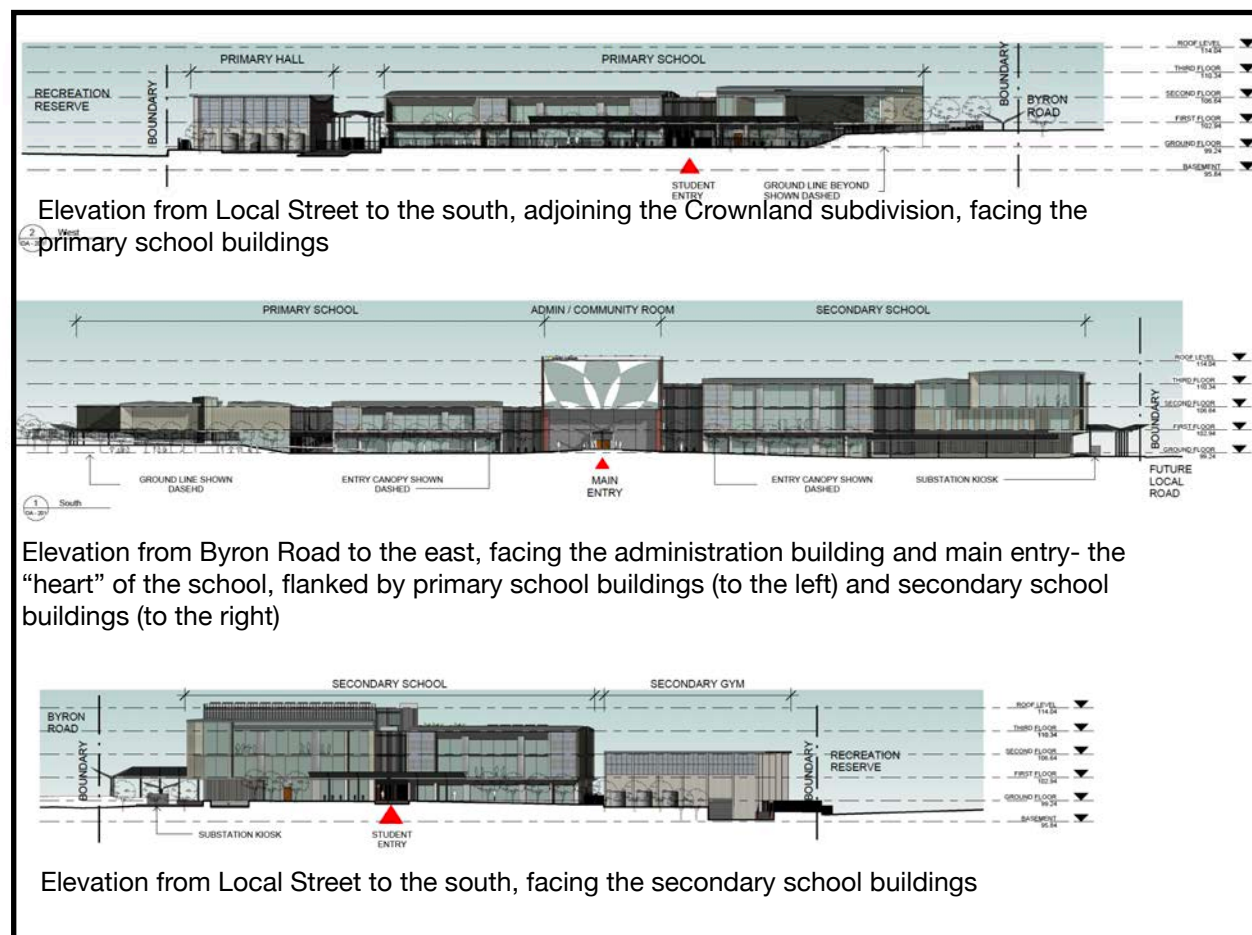 PRIMARY HALL
PRIMARY SCHOOL
RECREATION
RESERVE
BOUNDARY
BOUNDARY
BYRON
ROAD
ROOF LEVEL
114.04
THIRD FLOOR
110.34
SECOND FLOOR
106.64
FIRST FLOOR
102.94
GROUND FLOOR
99.24
BASEMENT
95.84
STUDENT
ENTRY
GROUND LINE BEYOND
SHOWN DASHED
Elevation from Local Street to the south, adjoining the Crownland subdivision, facing the
primary school buildings
2
West
PRIMARY SCHOOL
ADMIN / COMMUNITY ROOM
SECONDARY SCHOOL
ROOF LEVEL
114.04
THIRD FLOOR
110.34
SECOND FLOOR
106.64
FIRST FLOOR
102.94
GROUND FLOOR
99.24
BOUNDARY
GROUND LINE SHOWN
DASEHD
ENTRY CANOPY SHOWN
DASHED
MAIN
ENTRY
ENTRY CANOPY SHOWN
DASHED
SUBSTATION KIOSK
FUTURE
LOCAL
ROAD
1
South
DA - 201
Elevation from Byron Road to the east, facing the administration building and main entry- the
“heart” of the school, flanked by primary school buildings (to the left) and secondary school
buildings (to the right)
SECONDARY SCHOOL
SECONDARY GYM
BYRON
ROAD
BOUNDARY
BOUNDARY
RECREATION
RESERVE
ROOF LEVEL
114.04
THIRD FLOOR
110.34
SECOND FLOOR
106.64
FIRST FLOOR
102.94
GROUND FLOOR
99.24
BASEMENT
95.84
SUBSTATION KIOSK
STUDENT
ENTRY
Elevation from Local Street to the south, facing the secondary school buildings